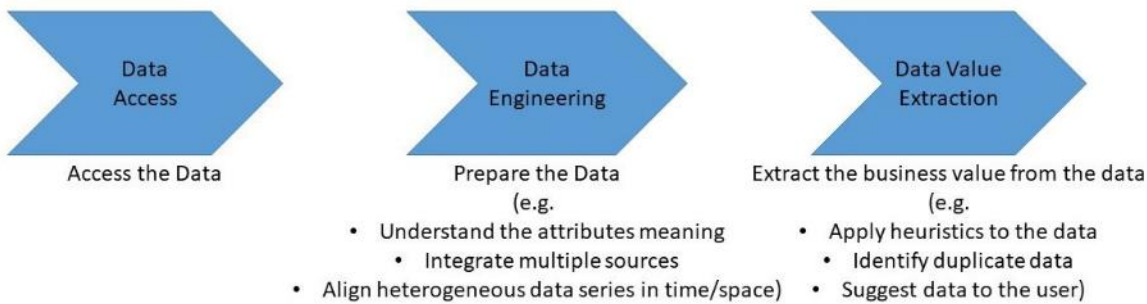 Data
Access
Access the Data
Data
Engineering
Prepare the Data
(e.g.
• Understand the attributes meaning
• Integrate multiple sources
• Align heterogeneous data series in time/space)
Data Value
Extraction
Extract the business value from the data
(e.g.
• Apply heuristics to the data
• Identify duplicate data
• Suggest data to the user)